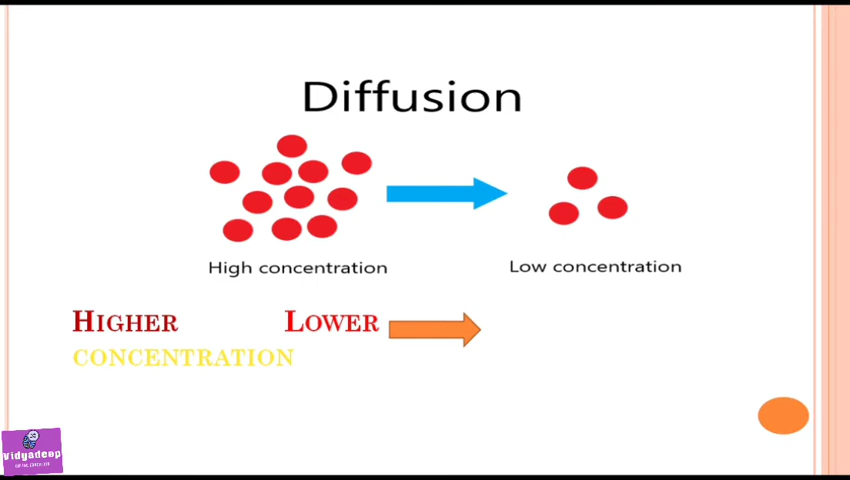 Diffusion
High concentration
Low concentration
HIGHER LOWER
CONCENTRATION
Vidyadeep